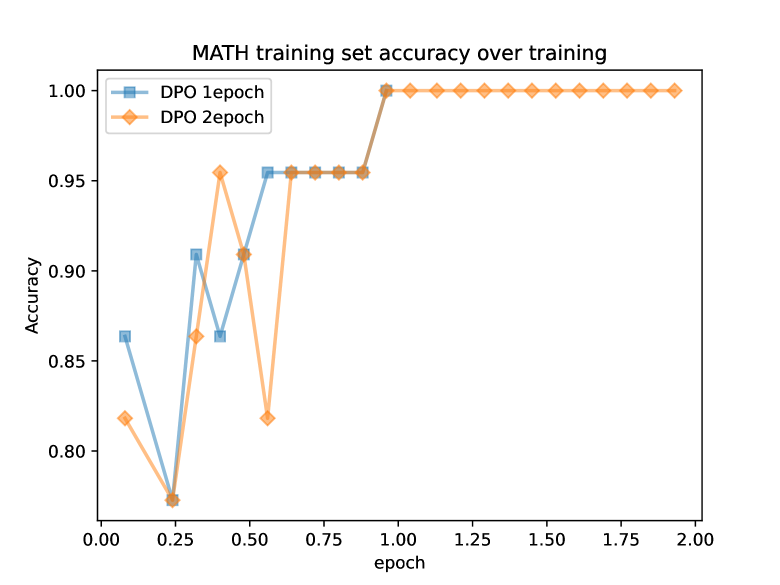 MATH training set accuracy over training
DPO 1epoch
DPO 2epoch
1.00
0.95
0.90
0.85
0.80
Accuracy
0.00 0.25 0.50 0.75 1.00 1.25 1.50 1.75 2.00
epoch